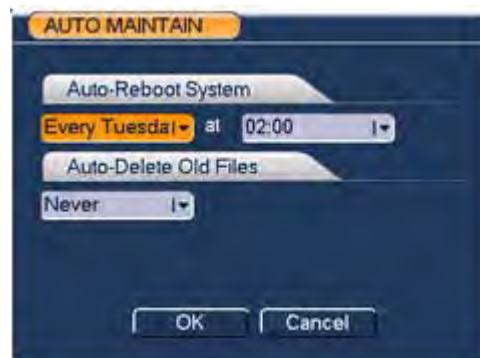 AUTO MAINTAIN
Auto-Reboot System
Every Tuesda at 02:00
Auto-Delete Old Files
Never
OK Cancel